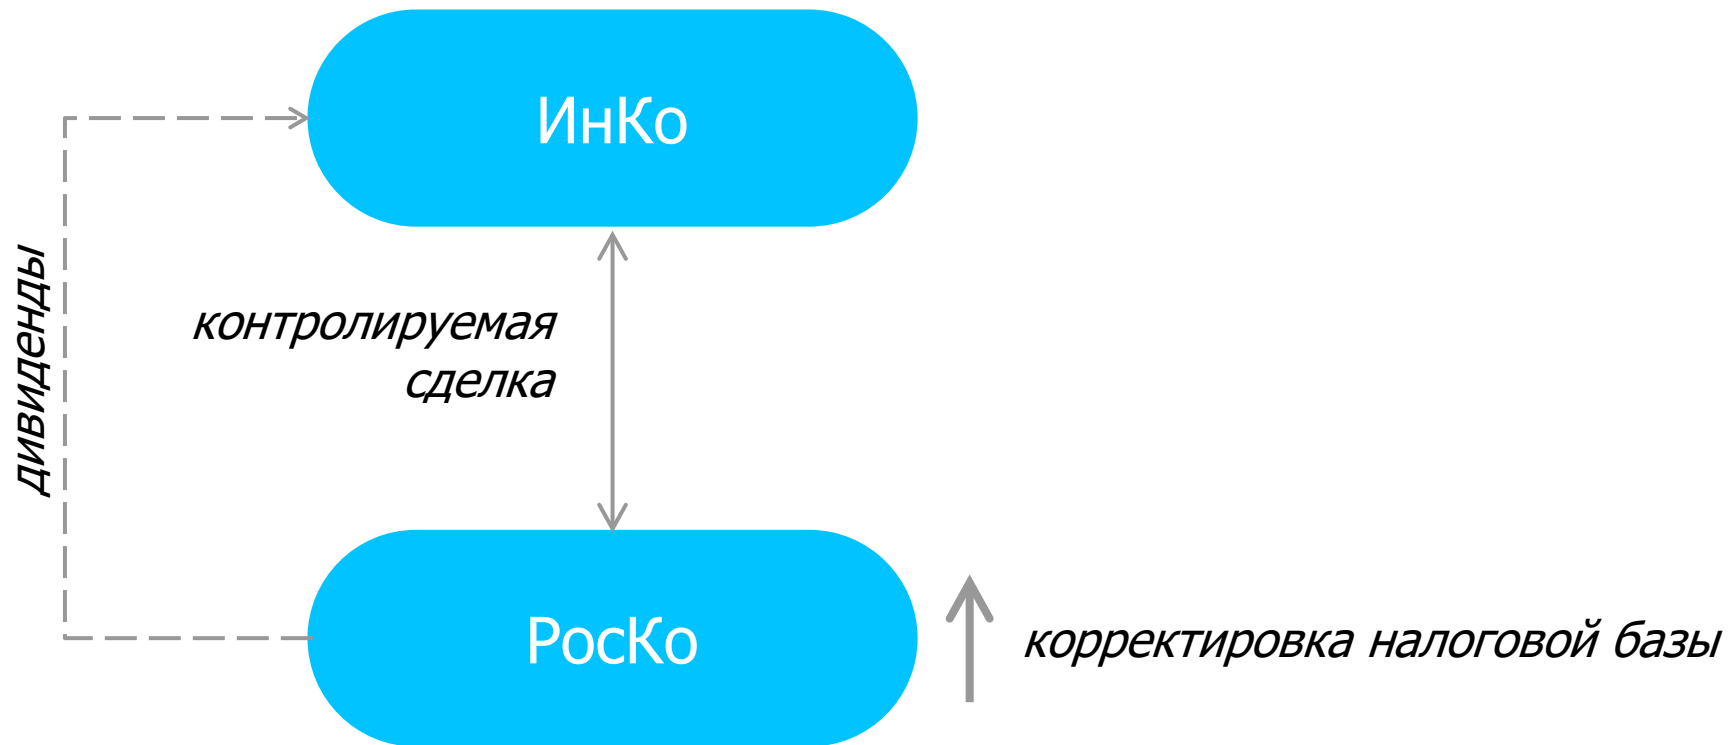 ИнКо
дивиденды
контролируемая
сделка
РосКо
корректировка налоговой базы